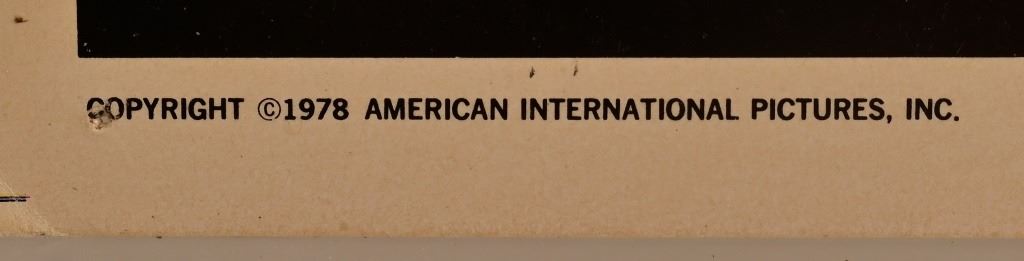 COPYRIGHT ©1978 AMERICAN INTERNATIONAL PICTURES, INC.